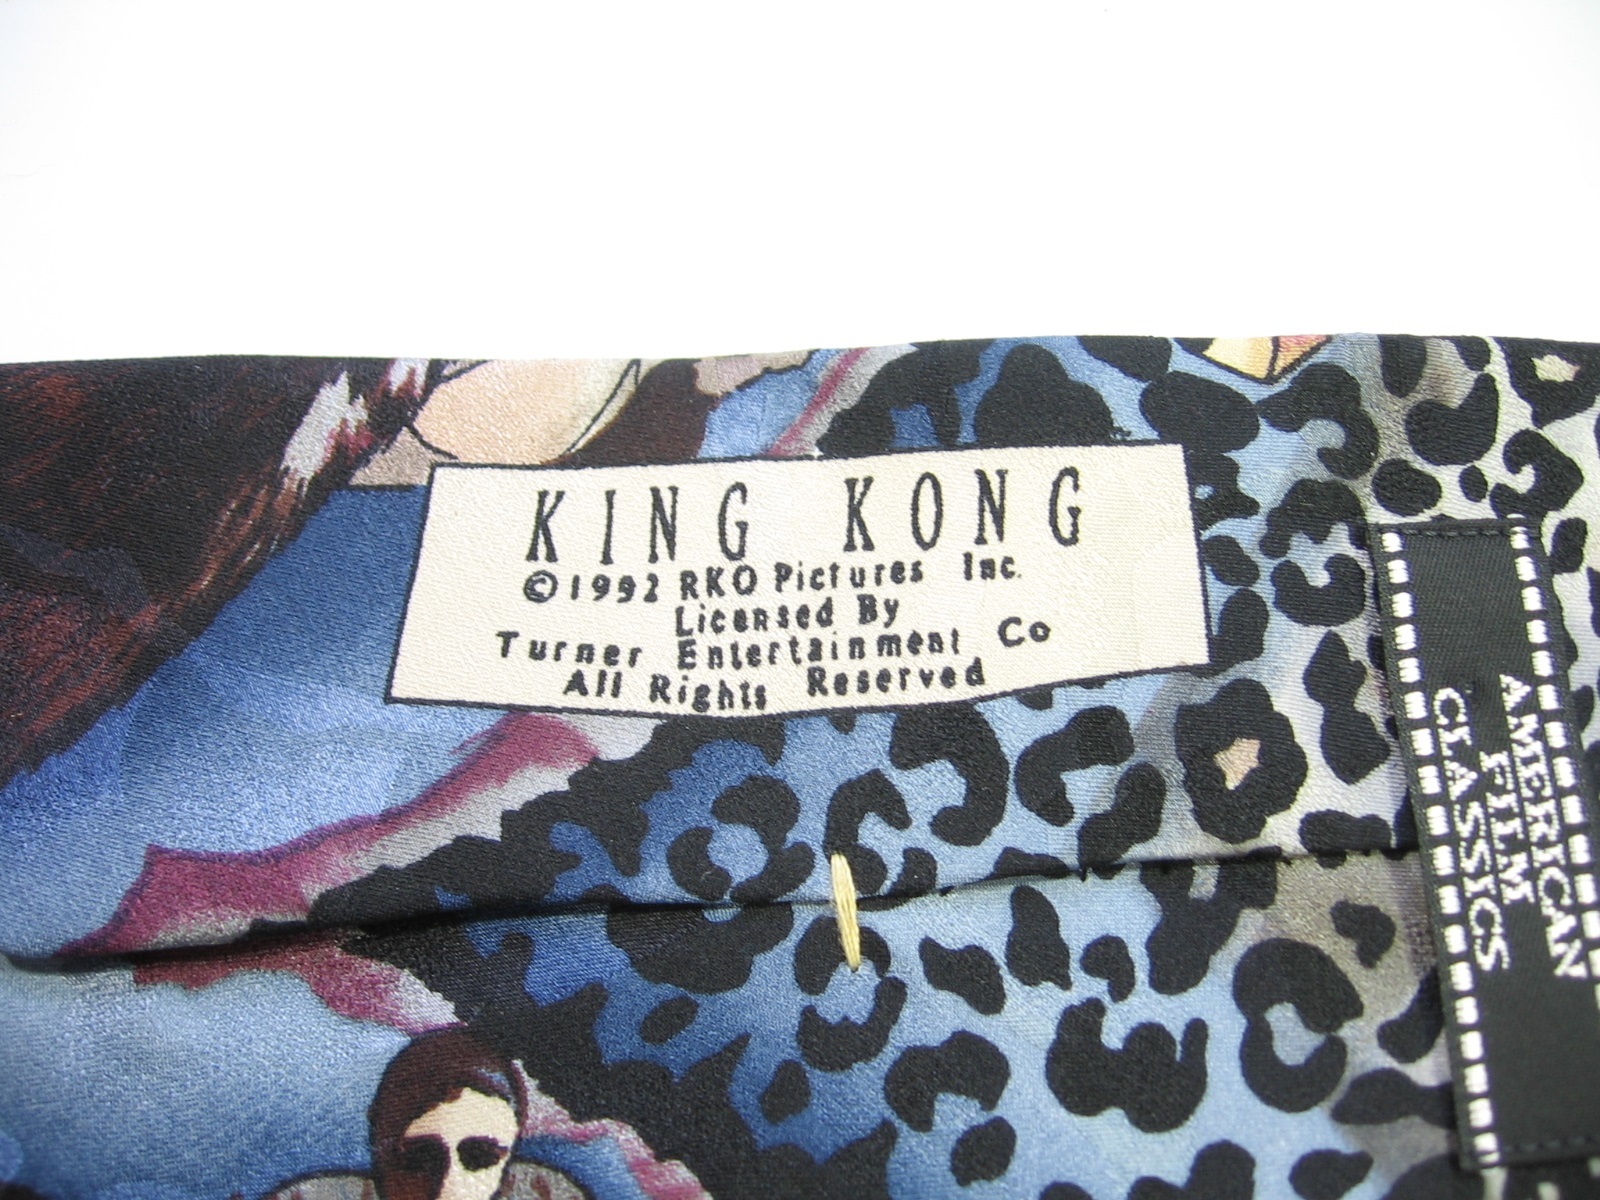 KING KONG
©1992 RKO Pictures Inc.
Licensed By
Turner Entertainment Co
All Rights Reserved
AMERICAN
FILM
CLASSICS